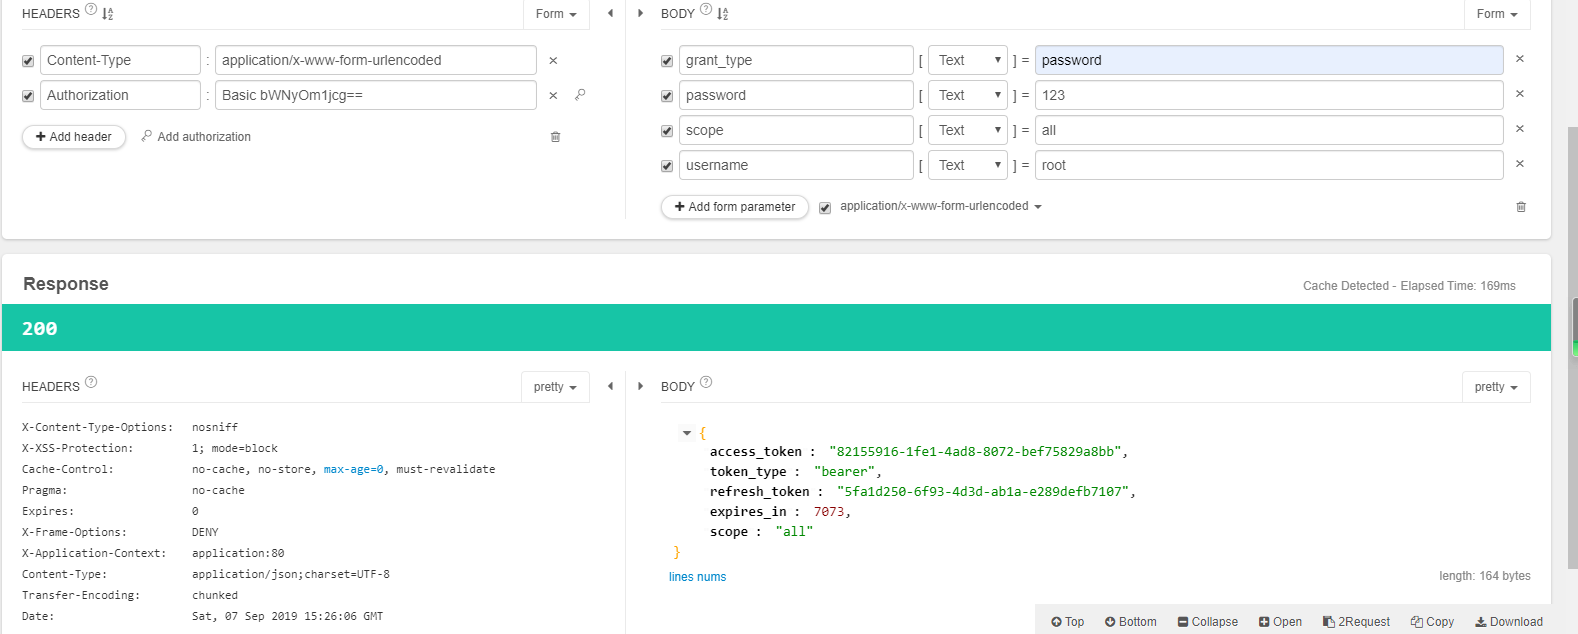 HEADERS ? Form
Content-Type : application/x-www-form-urlencoded ×
Authorization : Basic bWNyOm1jcg== ×
+ Add header Add authorization
BODY ? Form
grant_type [ Text ] = password ×
password [ Text ] = 123 ×
scope [ Text ] = all ×
username [ Text ] = root ×
+ Add form parameter application/x-www-form-urlencoded
Response Cache Detected - Elapsed Time: 169ms
200
HEADERS ? pretty
X-Content-Type-Options: nosniff
X-XSS-Protection: 1; mode=block
Cache-Control: no-cache, no-store, max-age=0, must-revalidate
Pragma: no-cache
Expires: 0
X-Frame-Options: DENY
X-Application-Context: application:80
Content-Type: application/json;charset=UTF-8
Transfer-Encoding: chunked
Date: Sat, 07 Sep 2019 15:26:06 GMT
BODY ? pretty
{
access_token : "82155916-1fe1-4ad8-8072-bef75829a8bb",
token_type : "bearer",
refresh_token : "5fa1d250-6f93-4d3d-ab1a-e289defb7107",
expires_in : 7073,
scope : "all"
}
lines nums length: 164 bytes
Top Bottom Collapse Open 2Request Copy Download